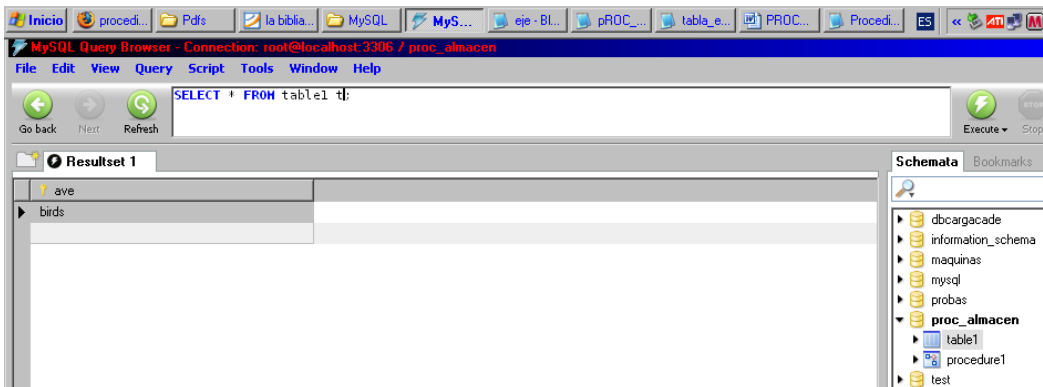 Inicio procedi... Pdfs la biblia... MySQL MyS... eje - Bl... pROC_... tabla_e... PROC... Procedi... ES « ATI M
MySQL Query Browser - Connection: root@localhost:3306 / proc_almacen
File Edit View Query Script Tools Window Help
SELECT * FROM table1 t;
Go back Next Refresh Execute Stop
STOP
Resultset 1 Schemata Bookmarks
ave
birds
dbcargacade
information_schema
maquinas
mysql
probas
proc_almacen
table1
procedure1
test